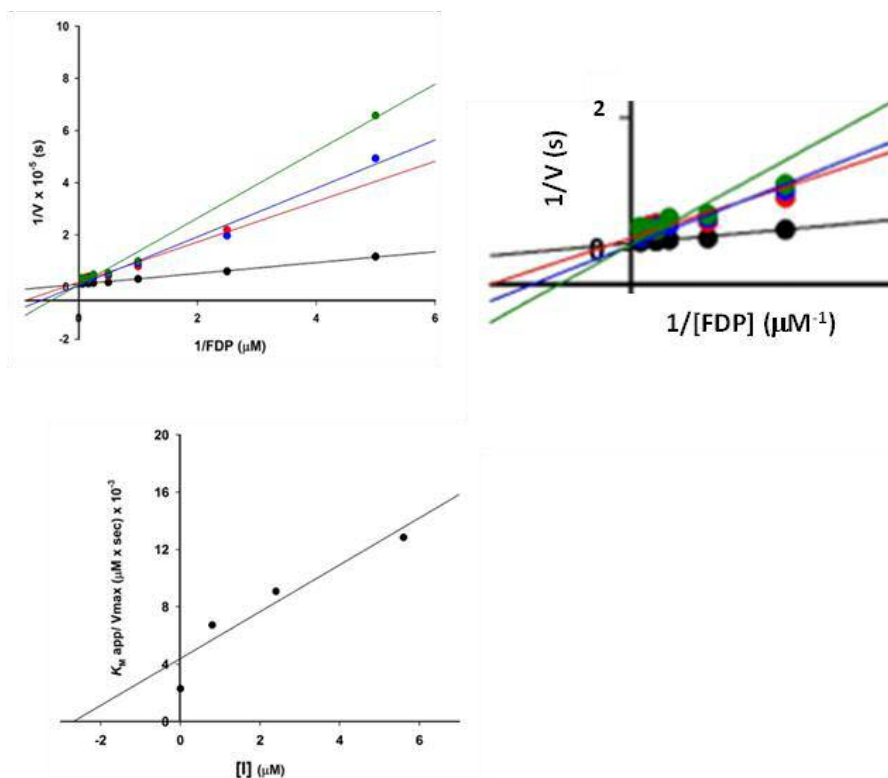 10
8
6
4
2
0
-2
1/V x 10⁻⁵ (s)
0 2 4 6
1/FDP (μM)
2
0
1/V (s)
1/[FDP] (μM⁻¹)
20
16
12
8
4
0
K_M app/ Vmax (μM x sec) x 10⁻³
-2 0 2 4 6
[I] (μM)